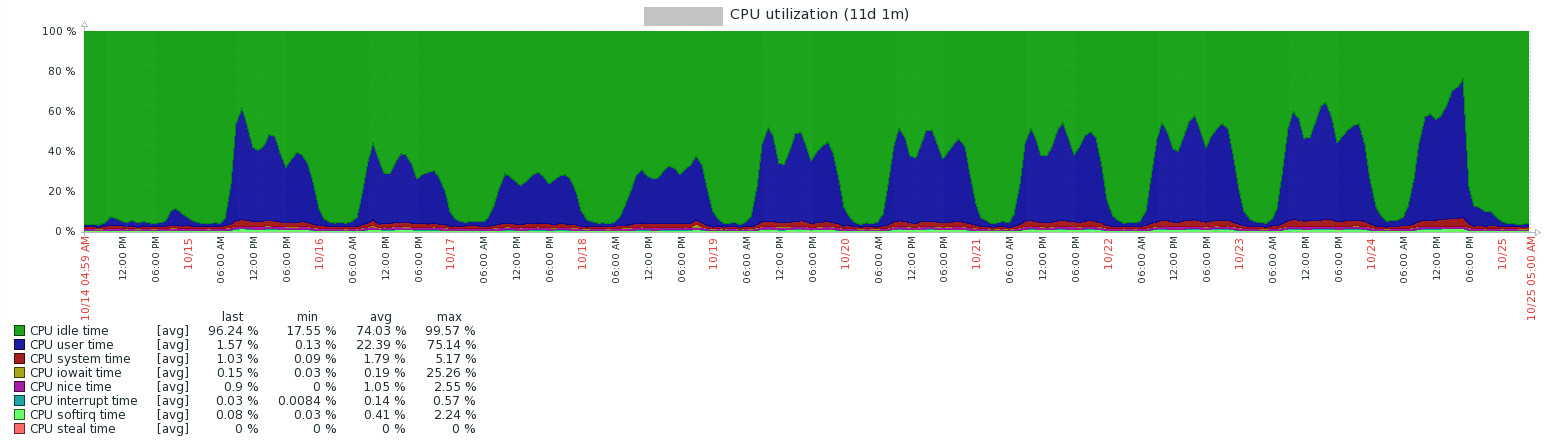 CPU utilization (11d 1m)
100 %
80 %
60 %
40 %
20 %
0 %
10/14 04:59 AM
12:00 PM
06:00 PM
10/15
06:00 AM
12:00 PM
06:00 PM
10/16
06:00 AM
12:00 PM
06:00 PM
10/17
06:00 AM
12:00 PM
06:00 PM
10/18
06:00 AM
12:00 PM
06:00 PM
10/19
06:00 AM
12:00 PM
06:00 PM
10/20
06:00 AM
12:00 PM
06:00 PM
10/21
06:00 AM
12:00 PM
06:00 PM
10/22
06:00 AM
12:00 PM
06:00 PM
10/23
06:00 AM
12:00 PM
06:00 PM
10/24
06:00 AM
12:00 PM
06:00 PM
10/25
10/25 05:00 AM
last min avg max
CPU idle time [avg] 96.24 % 17.55 % 74.03 % 99.57 %
CPU user time [avg] 1.57 % 0.13 % 22.39 % 75.14 %
CPU system time [avg] 1.03 % 0.09 % 1.79 % 5.17 %
CPU iowait time [avg] 0.15 % 0.03 % 0.19 % 25.26 %
CPU nice time [avg] 0.9 % 0 % 1.05 % 2.55 %
CPU interrupt time [avg] 0.03 % 0.0084 % 0.14 % 0.57 %
CPU softirq time [avg] 0.08 % 0.03 % 0.41 % 2.24 %
CPU steal time [avg] 0 % 0 % 0 % 0 %